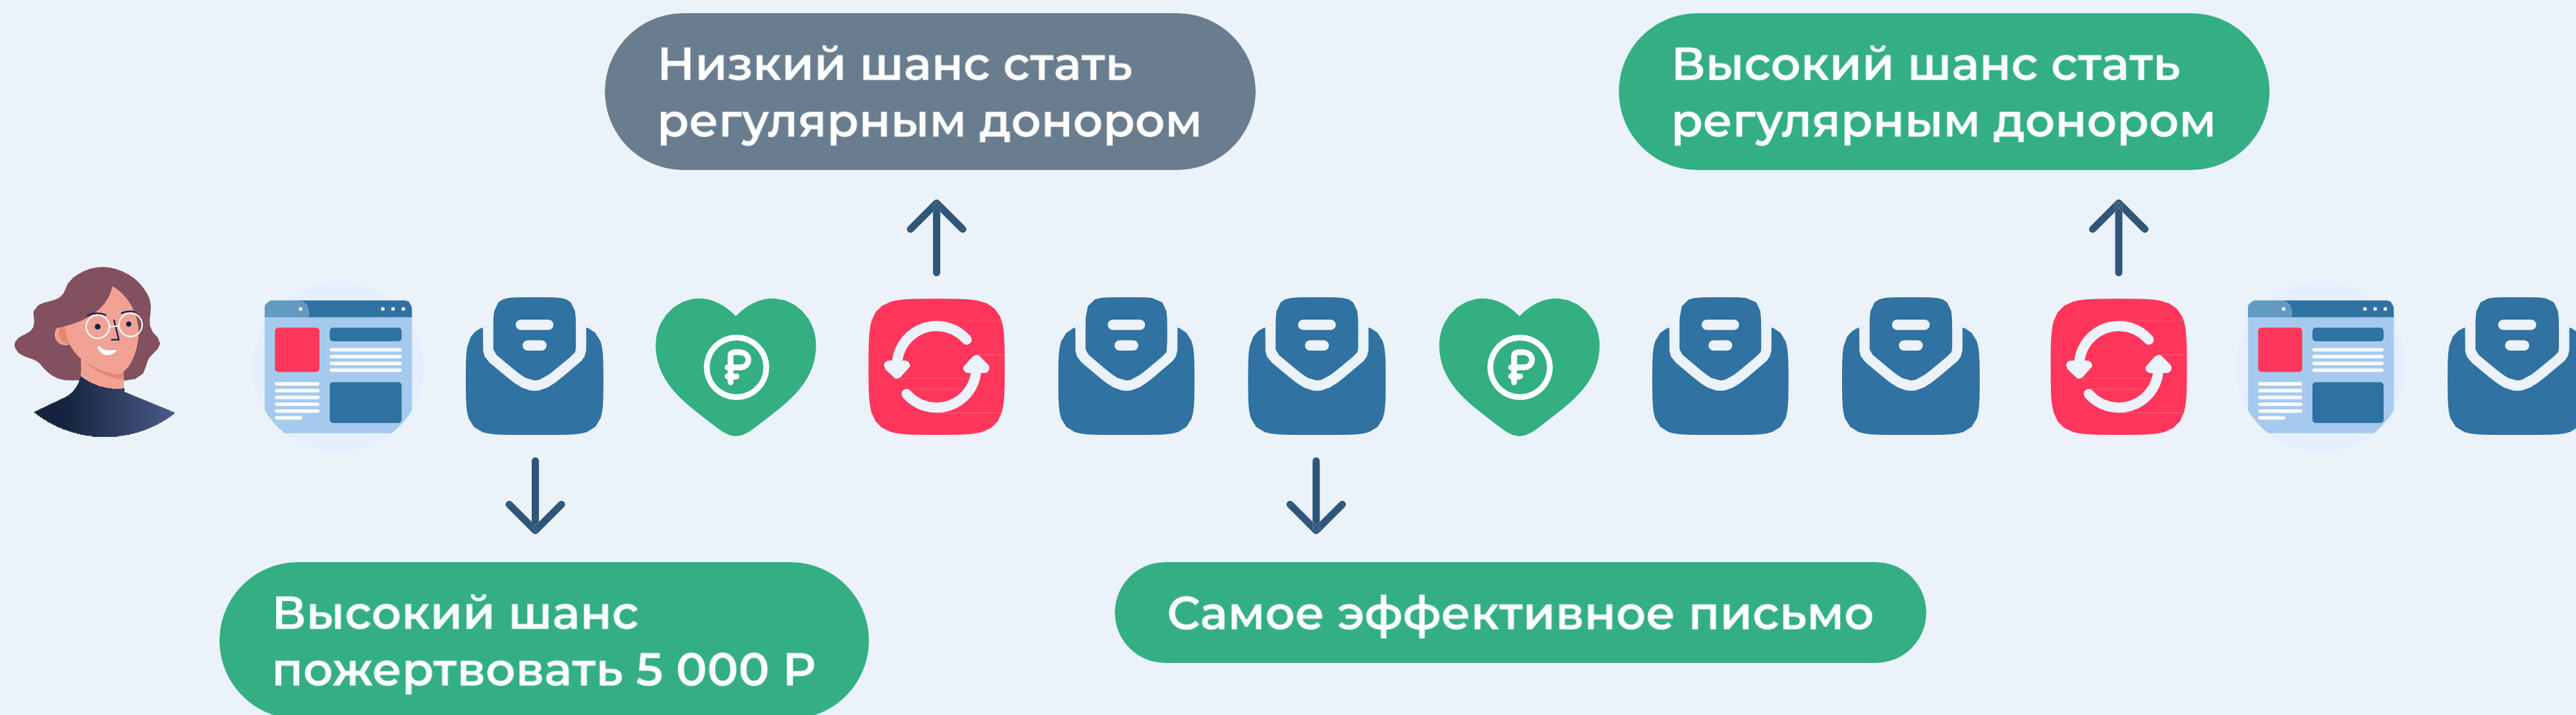 Низкий шанс стать
регулярным донором
Высокий шанс стать
регулярным донором
₽
₽
Высокий шанс
пожертвовать 5 000 Р
Самое эффективное письмо